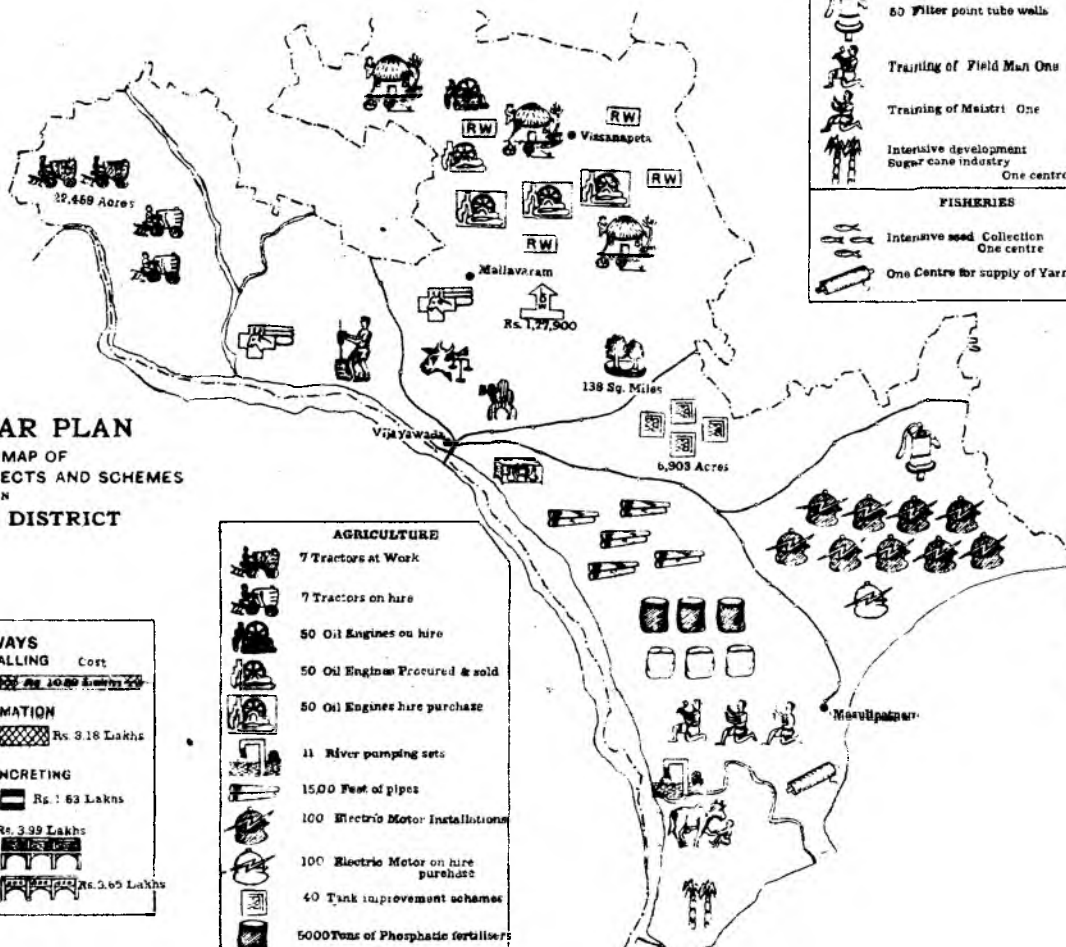 60 Filter point tube wells
Training of Field Man One
Training of Maistri One
Intensive development
Sugar cane industry
One centre
FISHERIES
Intensive seed Collection
One centre
One Centre for supply of Yarn
RW
RW
Vissanapeta
RW
22,469 Acres
RW
Mallavaram
Rs. 1,27,900
138 Sq. Miles
Vijayawada
6,903 Acres
Masulipatnam
AR PLAN
MAP OF
ECTS AND SCHEMES
N
DISTRICT
AGRICULTURE
7 Tractors at Work
7 Tractors on hire
50 Oil Engines on hire
50 Oil Engines Procured & sold
50 Oil Engines hire purchase
11 River pumping sets
15,00 Feet of pipes
100 Electric Motor Installations
100 Electric Motor on hire
purchase
40 Tank improvement schemes
5000 Tons of Phosphatic fertilisers
WAYS
ALLING Cost
Lakhs
MATION
Rs. 3.18 Lakhs
NCRETING
Rs. 1 63 Lakhs
Rs. 3.99 Lakhs
Rs. 3.65 Lakhs